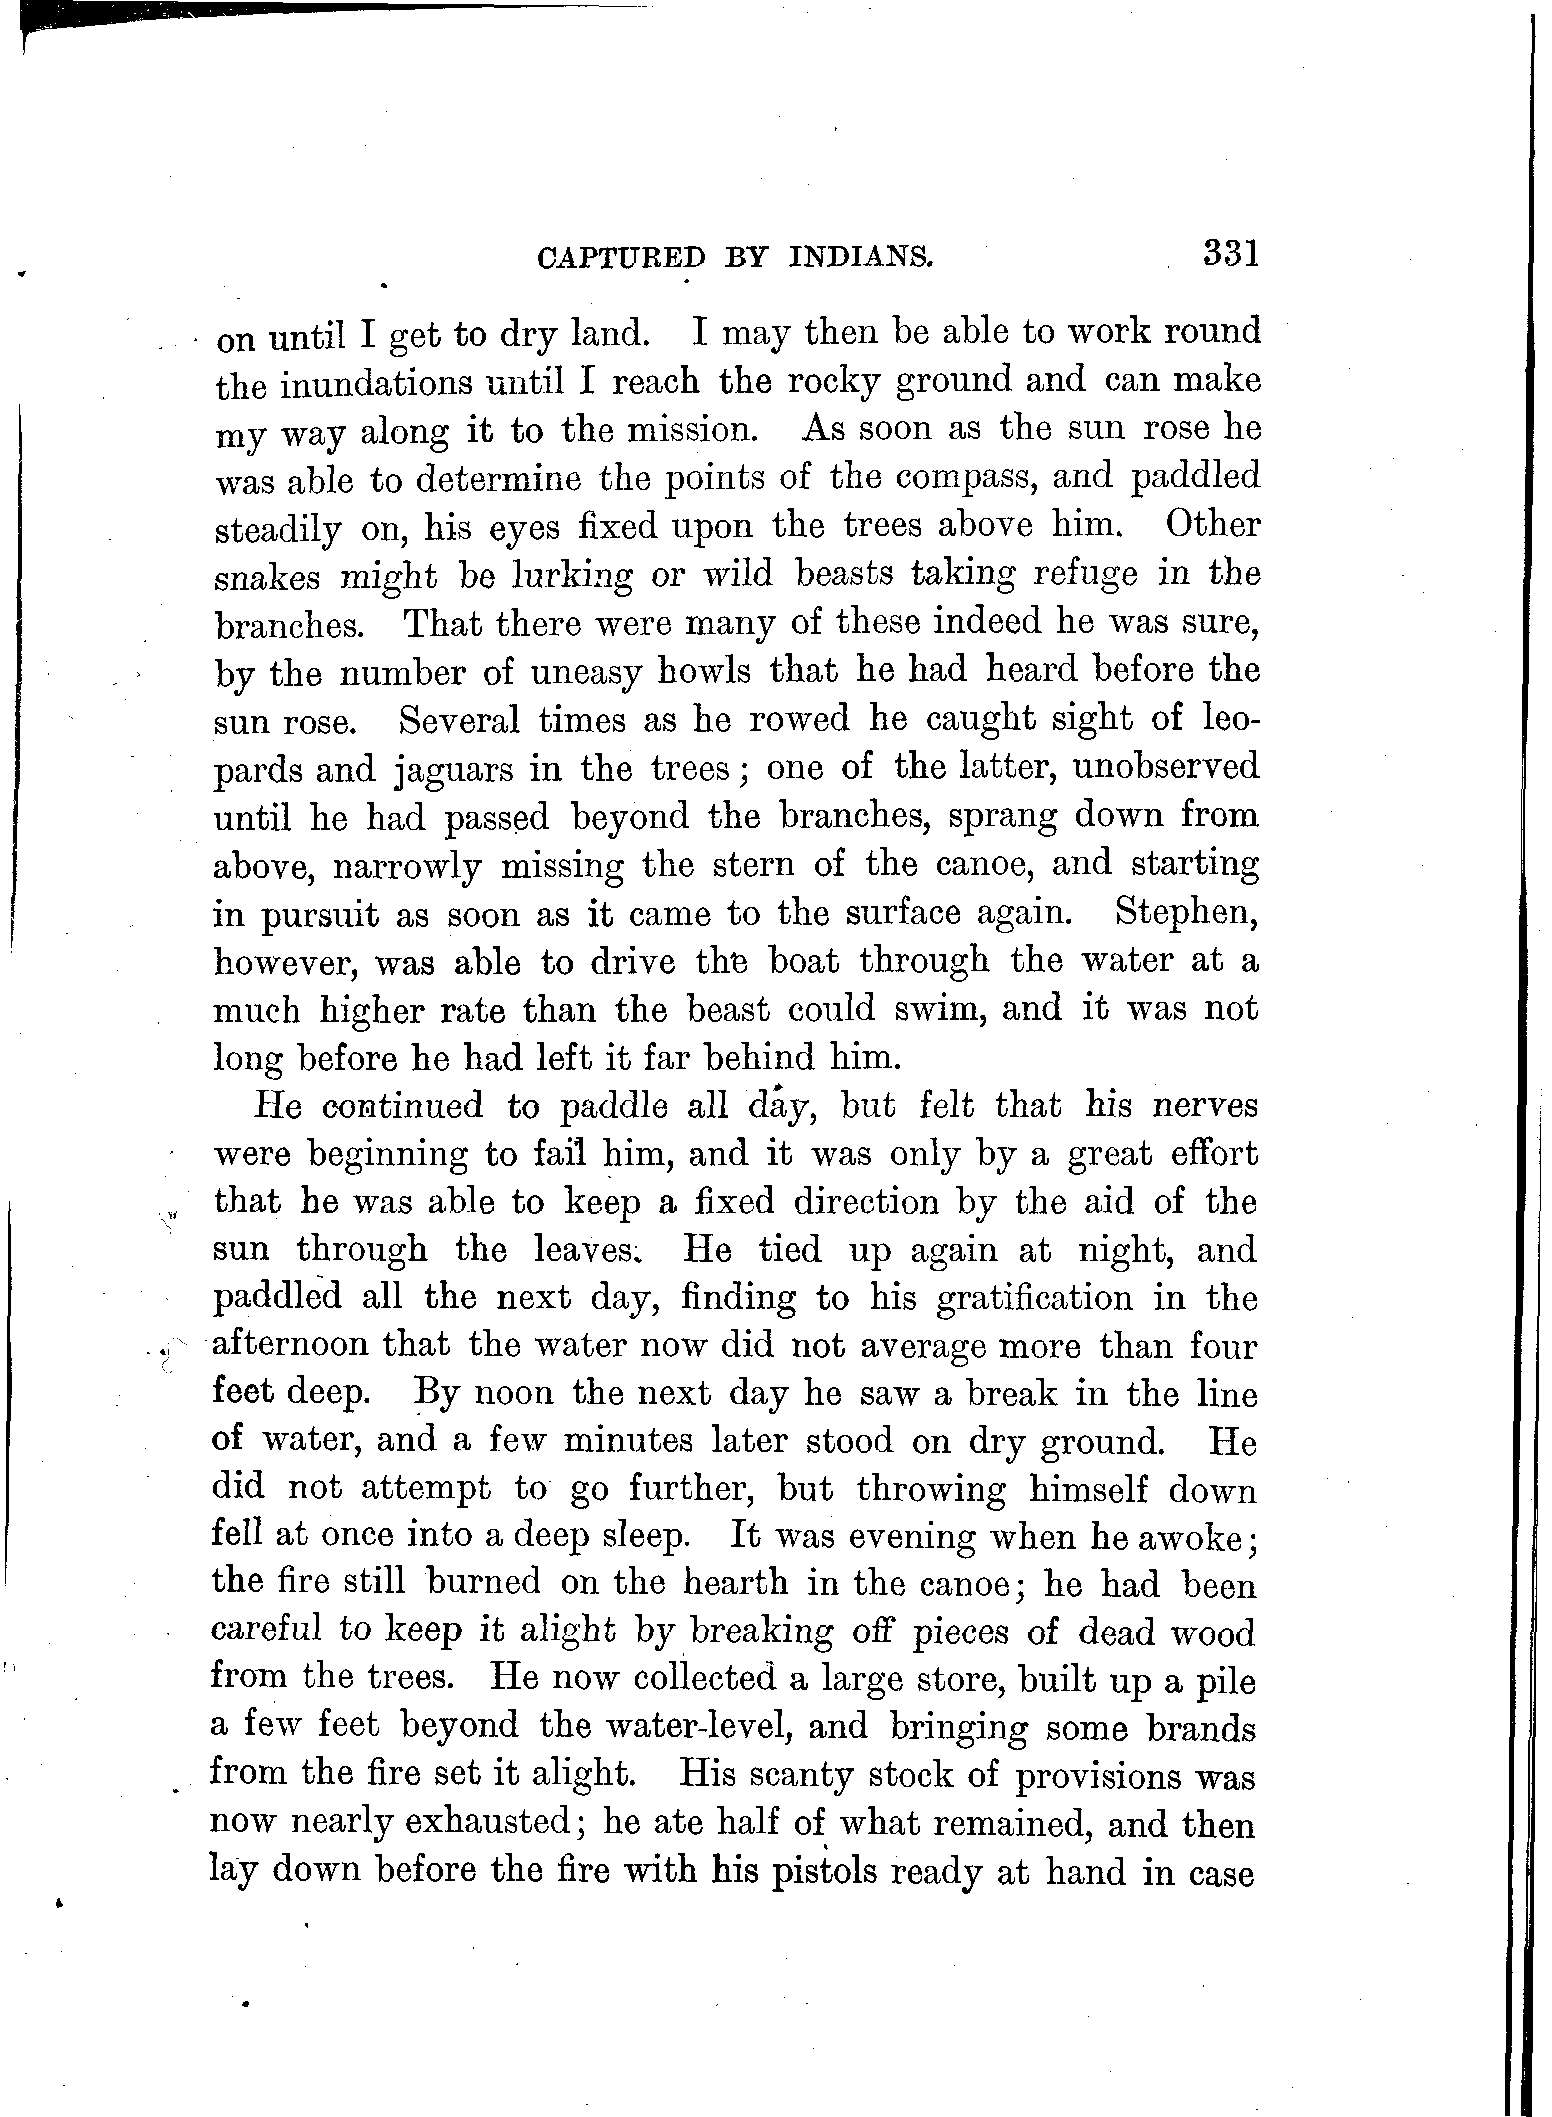 CAPTURED BY INDIANS. 331
on until I get to dry land. I may then be able to work round
the inundations until I reach the rocky ground and can make
my way along it to the mission. As soon as the sun rose he
was able to determine the points of the compass, and paddled
steadily on, his eyes fixed upon the trees above him. Other
snakes might be lurking or wild beasts taking refuge in the
branches. That there were many of these indeed he was sure,
by the number of uneasy howls that he had heard before the
sun rose. Several times as he rowed he caught sight of leo-
pards and jaguars in the trees; one of the latter, unobserved
until he had passed beyond the branches, sprang down from
above, narrowly missing the stern of the canoe, and starting
in pursuit as soon as it came to the surface again. Stephen,
however, was able to drive the boat through the water at a
much higher rate than the beast could swim, and it was not
long before he had left it far behind him.
He continued to paddle all day, but felt that his nerves
were beginning to fail him, and it was only by a great effort
that he was able to keep a fixed direction by the aid of the
sun through the leaves. He tied up again at night, and
paddled all the next day, finding to his gratification in the
afternoon that the water now did not average more than four
feet deep. By noon the next day he saw a break in the line
of water, and a few minutes later stood on dry ground. He
did not attempt to go further, but throwing himself down
fell at once into a deep sleep. It was evening when he awoke;
the fire still burned on the hearth in the canoe; he had been
careful to keep it alight by breaking off pieces of dead wood
from the trees. He now collected a large store, built up a pile
a few feet beyond the water-level, and bringing some brands
from the fire set it alight. His scanty stock of provisions was
now nearly exhausted; he ate half of what remained, and then
lay down before the fire with his pistols ready at hand in case